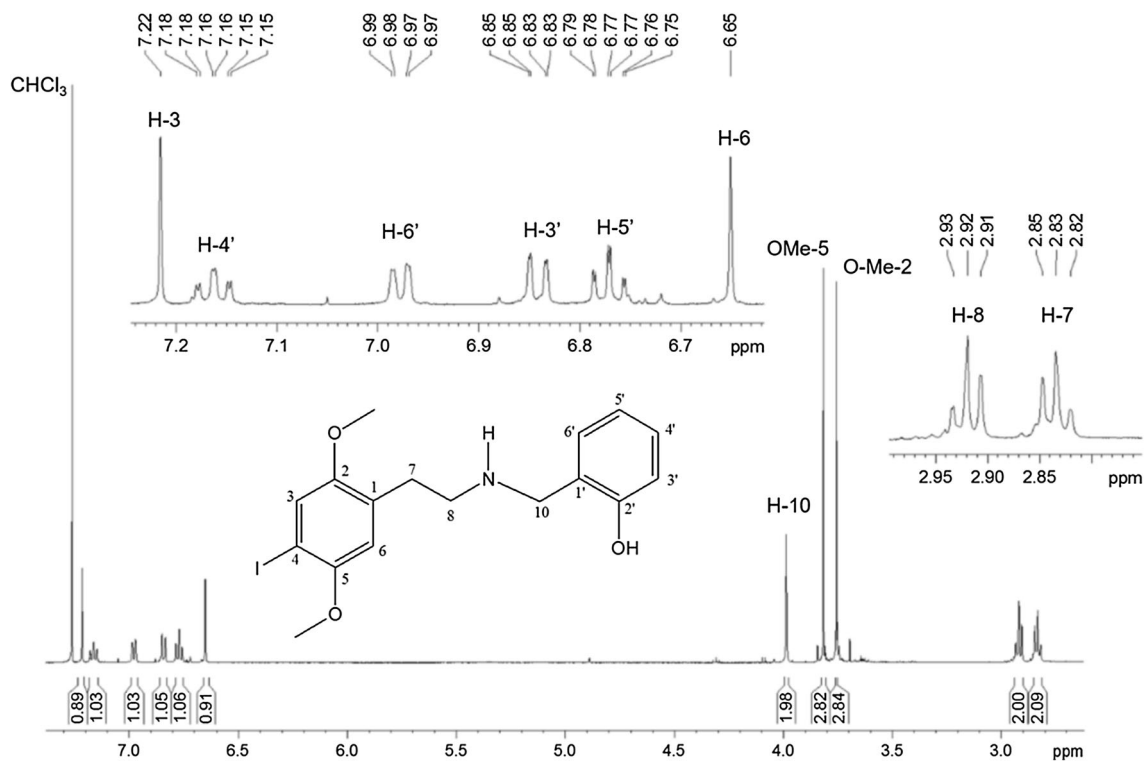 7.22 7.18 7.18 7.16 7.16 7.15 7.15 6.99 6.98 6.97 6.97 6.85 6.85 6.83 6.83 6.79 6.78 6.77 6.77 6.76 6.75 6.65
CHCl3
H-3
H-6
H-4'
H-6'
H-3'
H-5'
7.2 7.1 7.0 6.9 6.8 6.7 ppm
OMe-5
O-Me-2
2.93 2.92 2.91 2.85 2.83 2.82
H-8 H-7
2.95 2.90 2.85 ppm
H-10
O
2
3
4
5
6
1
7
8
I
O
H
N
10
1'
2'
3'
4'
5'
6'
OH
0.89 1.03 1.03 1.05 1.06 0.91 1.98 2.82 2.84 2.00 2.09
7.0 6.5 6.0 5.5 5.0 4.5 4.0 3.5 3.0 ppm